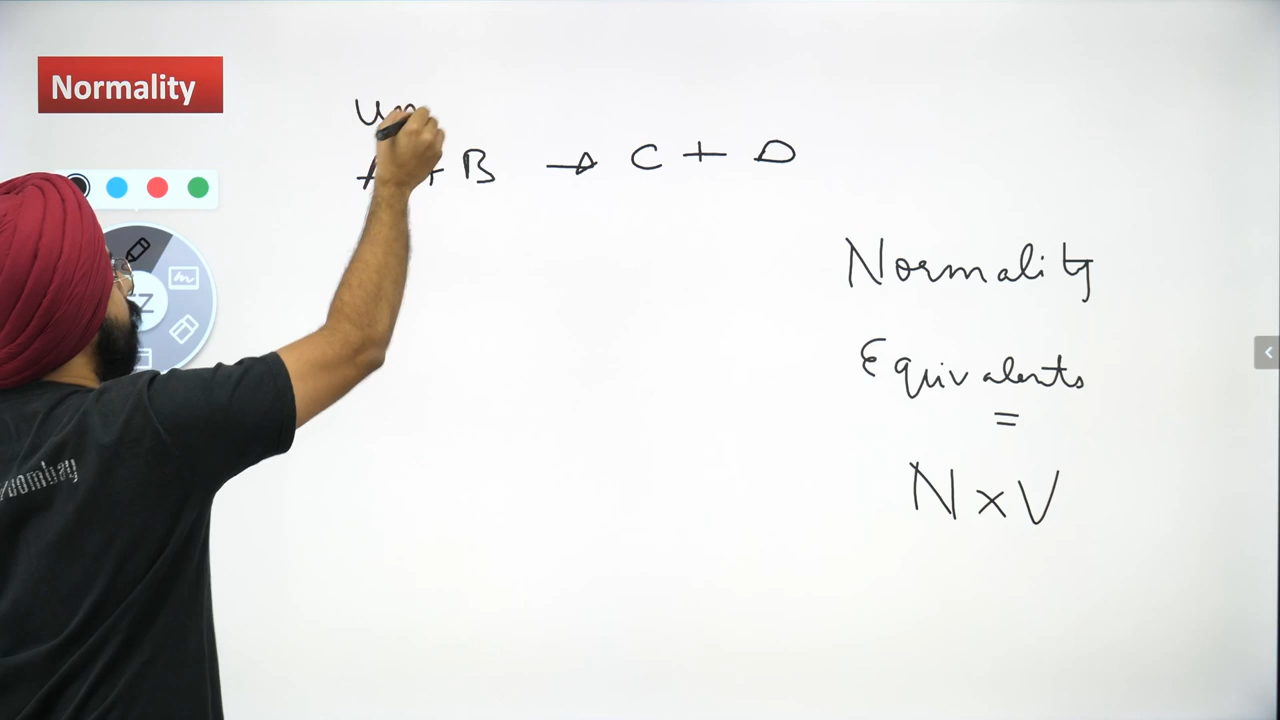 Normality
A + B → C + D
Normality
Equivalents
=
N × V